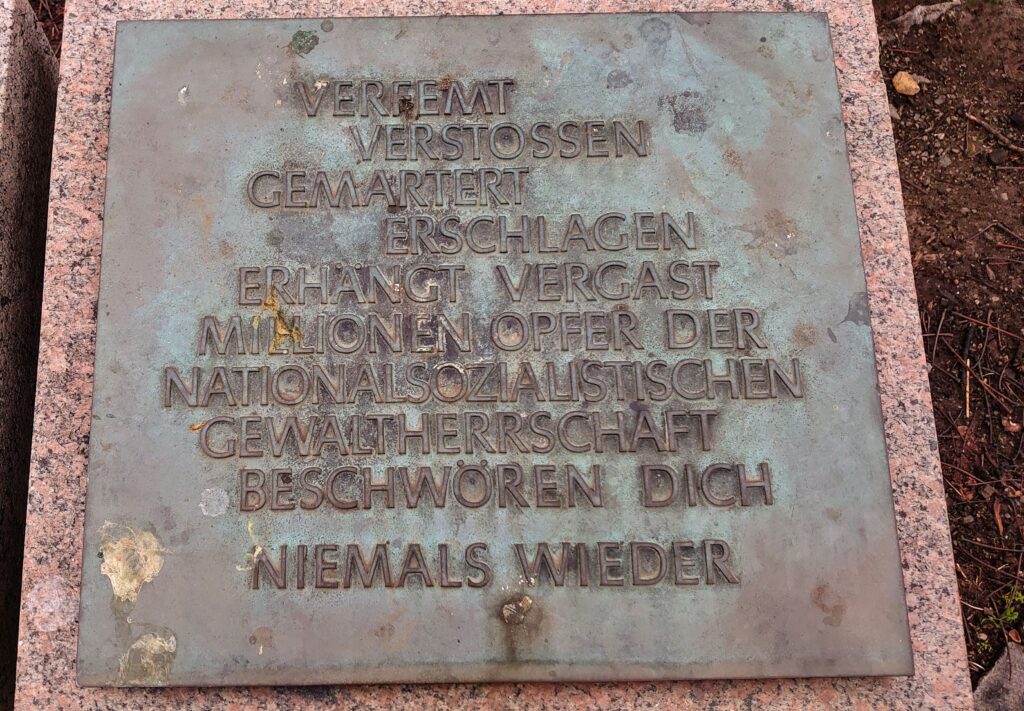 VERFEMT
VERSTOSSEN
GEMARTERT
ERSCHLAGEN
ERHÄNGT VERGAST
MILLIONEN OPFER DER
NATIONALSOZIALISTISCHEN
GEWALTHERRSCHAFT
BESCHWÖREN DICH
NIEMALS WIEDER